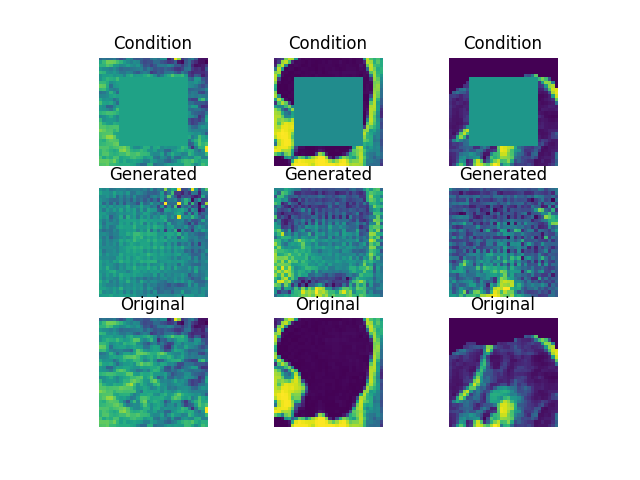 Condition Condition Condition
Generated Generated Generated
Original Original Original